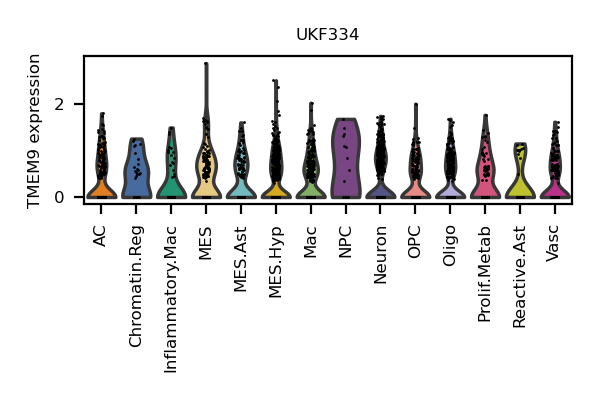 UKF334
TMEM9 expression
2
0
AC
Chromatin.Reg
Inflammatory.Mac
MES
MES.Ast
MES.Hyp
Mac
NPC
Neuron
OPC
Oligo
Prolif.Metab
Reactive.Ast
Vasc